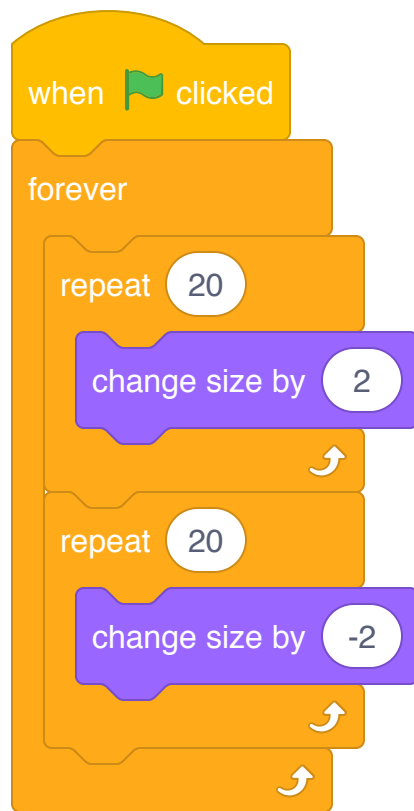 when clicked
forever
repeat 20
change size by 2
repeat 20
change size by -2